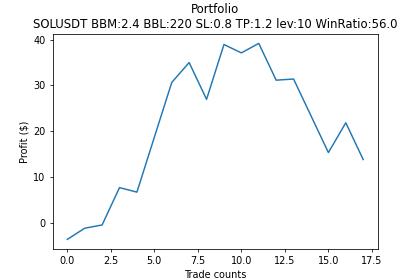 Portfolio
SOLUSDT BBM:2.4 BBL:220 SL:0.8 TP:1.2 lev:10 WinRatio:56.0
40
30
20
10
0
Profit ($)
0.0 2.5 5.0 7.5 10.0 12.5 15.0 17.5
Trade counts